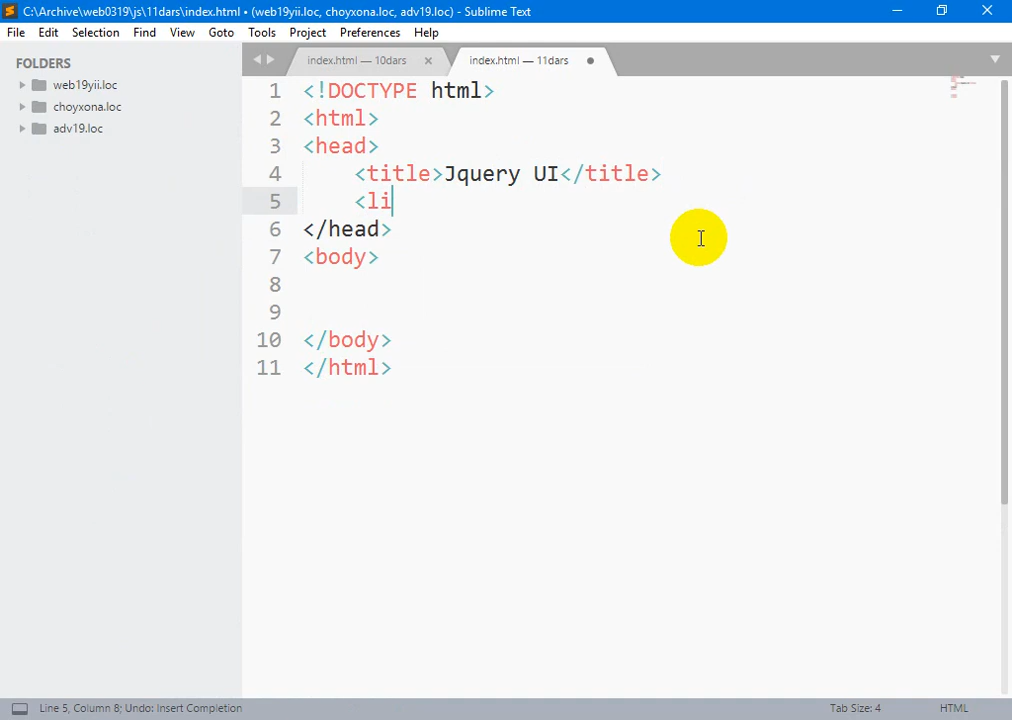 C:\Archive\web0319\js\11dars\index.html • (web19yii.loc, choyxona.loc, adv19.loc) - Sublime Text
File Edit Selection Find View Goto Tools Project Preferences Help
FOLDERS
web19yii.loc
choyxona.loc
adv19.loc
index.html — 10dars
index.html — 11dars
1 <!DOCTYPE html>
2 <html>
3 <head>
4 <title>Jquery UI</title>
5 <li
6 </head>
7 <body>
8
9
10 </body>
11 </html>
Line 5, Column 8; Undo: Insert Completion
Tab Size: 4
HTML